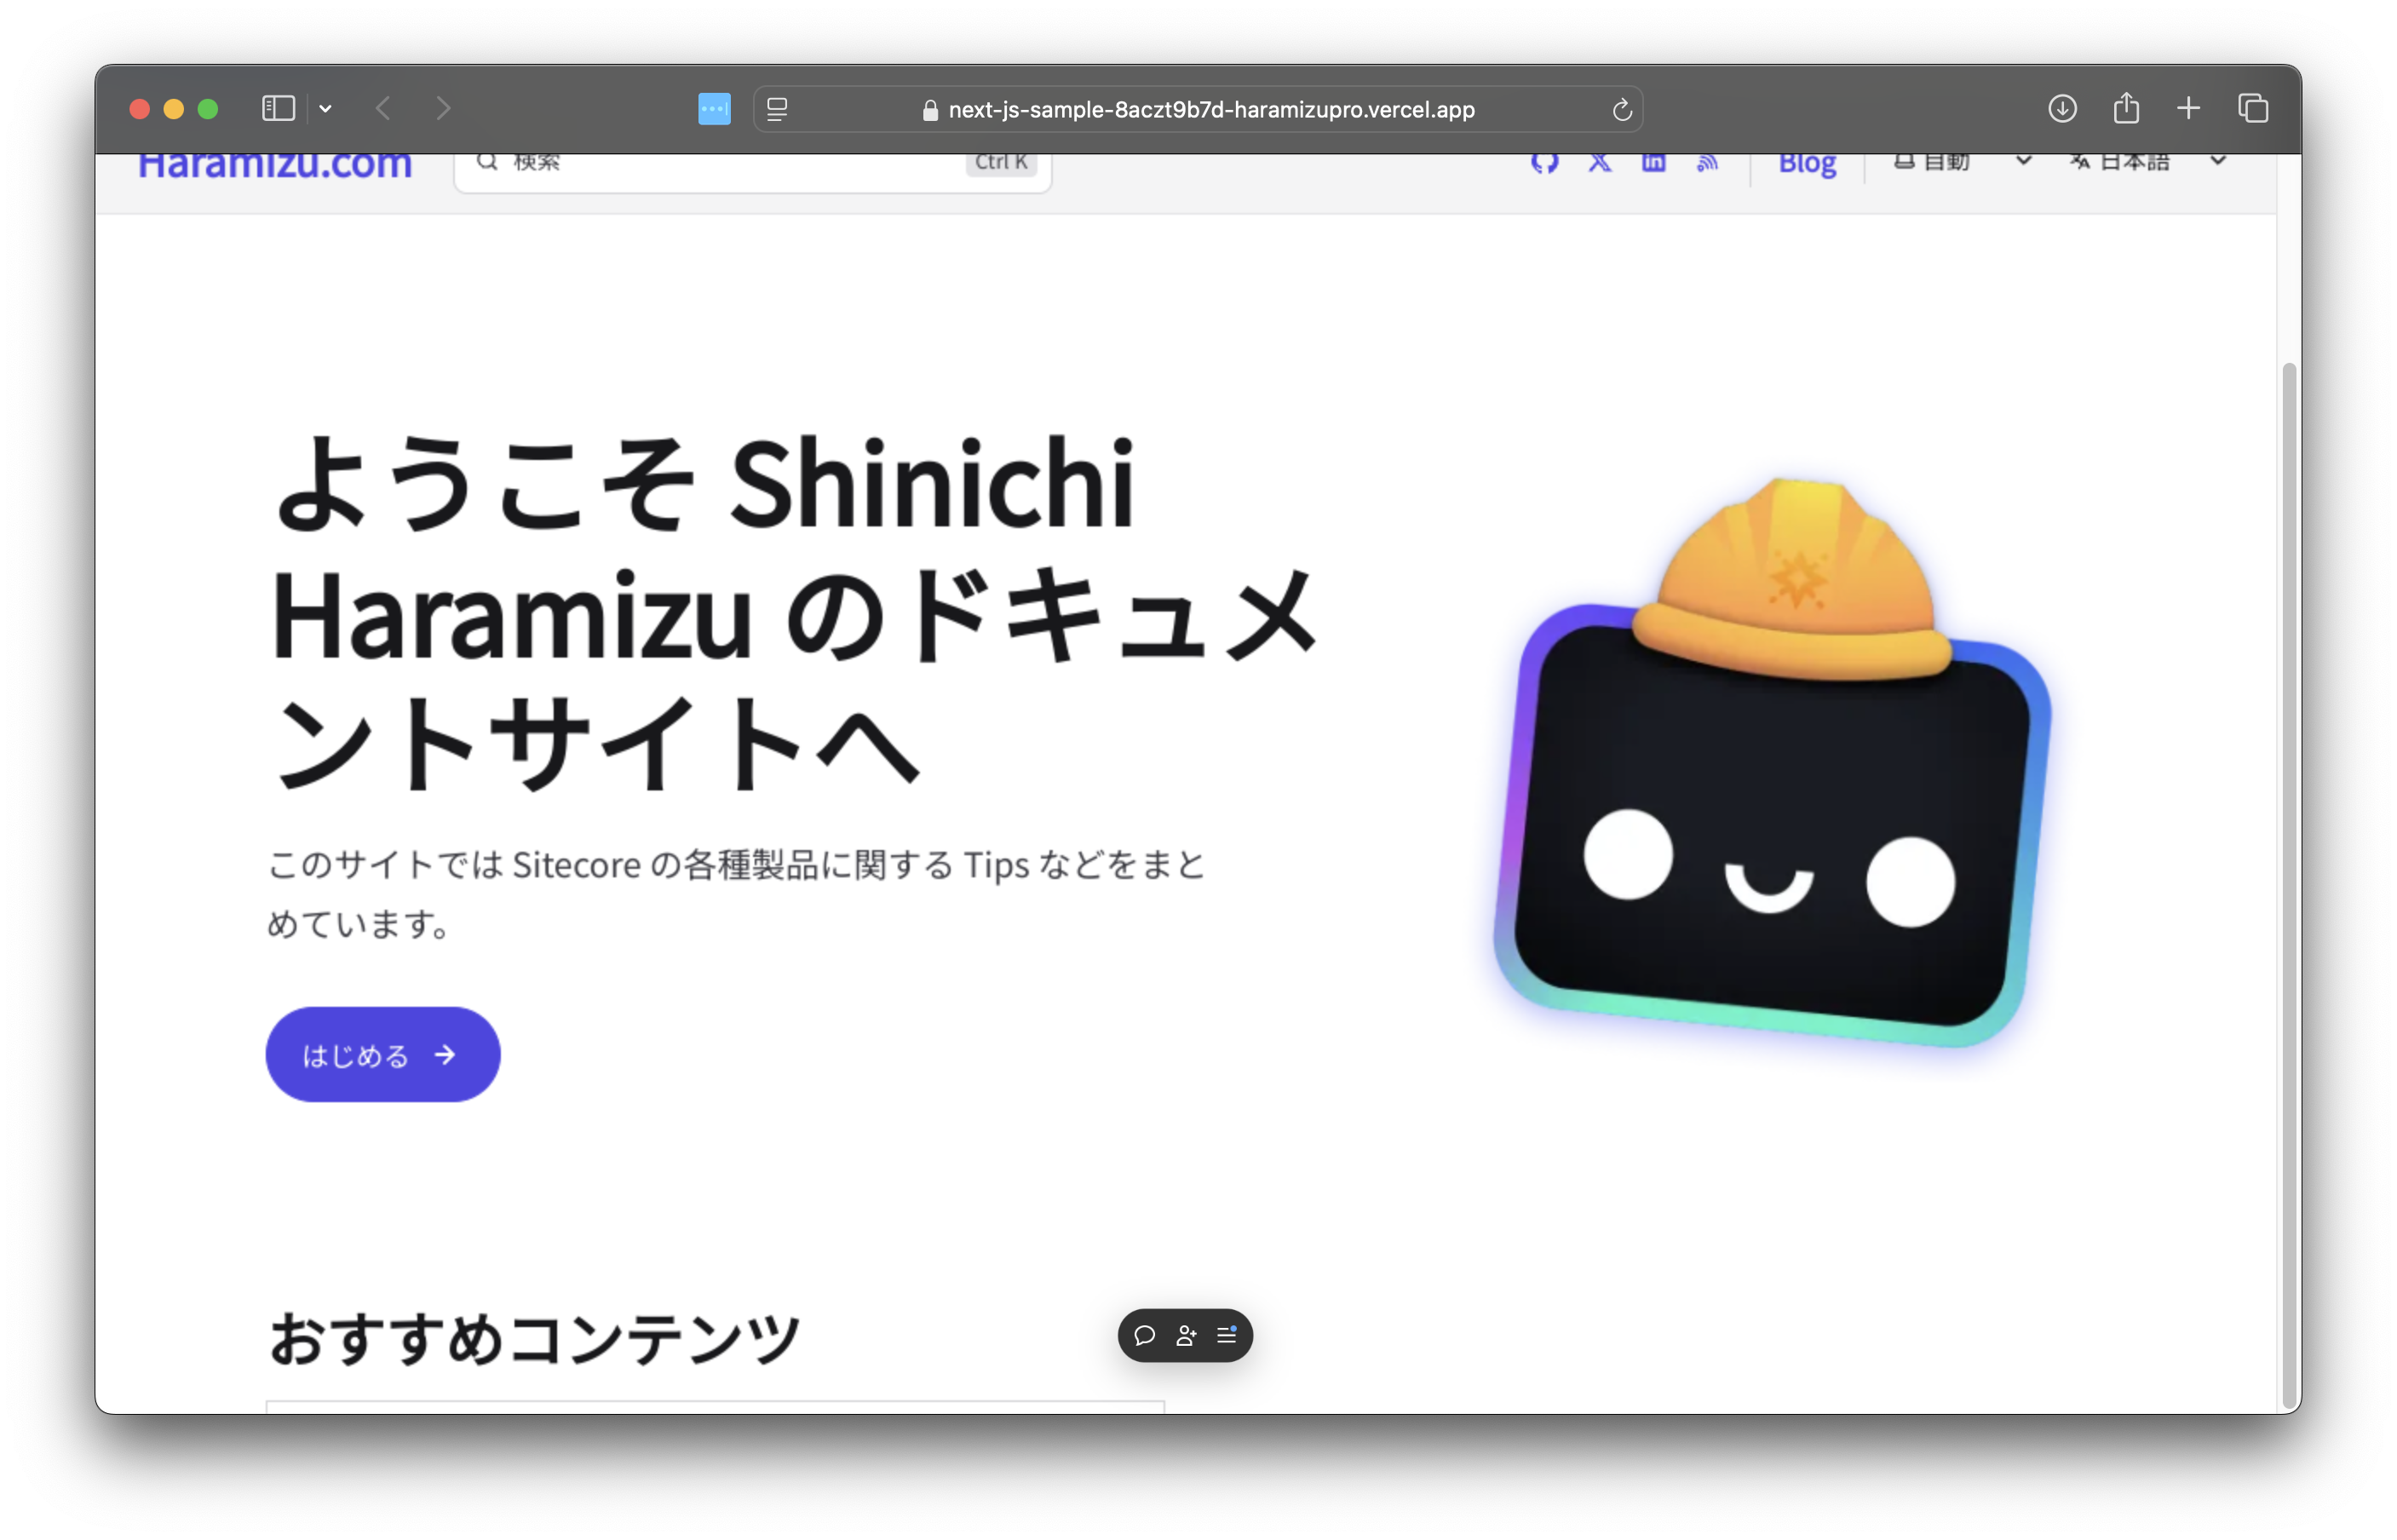 next-js-sample-8aczt9b7d-haramizupro.vercel.app
Haramizu.com 検索 Ctrl K Blog 自動 日本語
ようこそ Shinichi
Haramizu のドキュメ
ントサイトへ
このサイトでは Sitecore の各種製品に関する Tips などをまと
めています。
はじめる →
おすすめコンテンツ